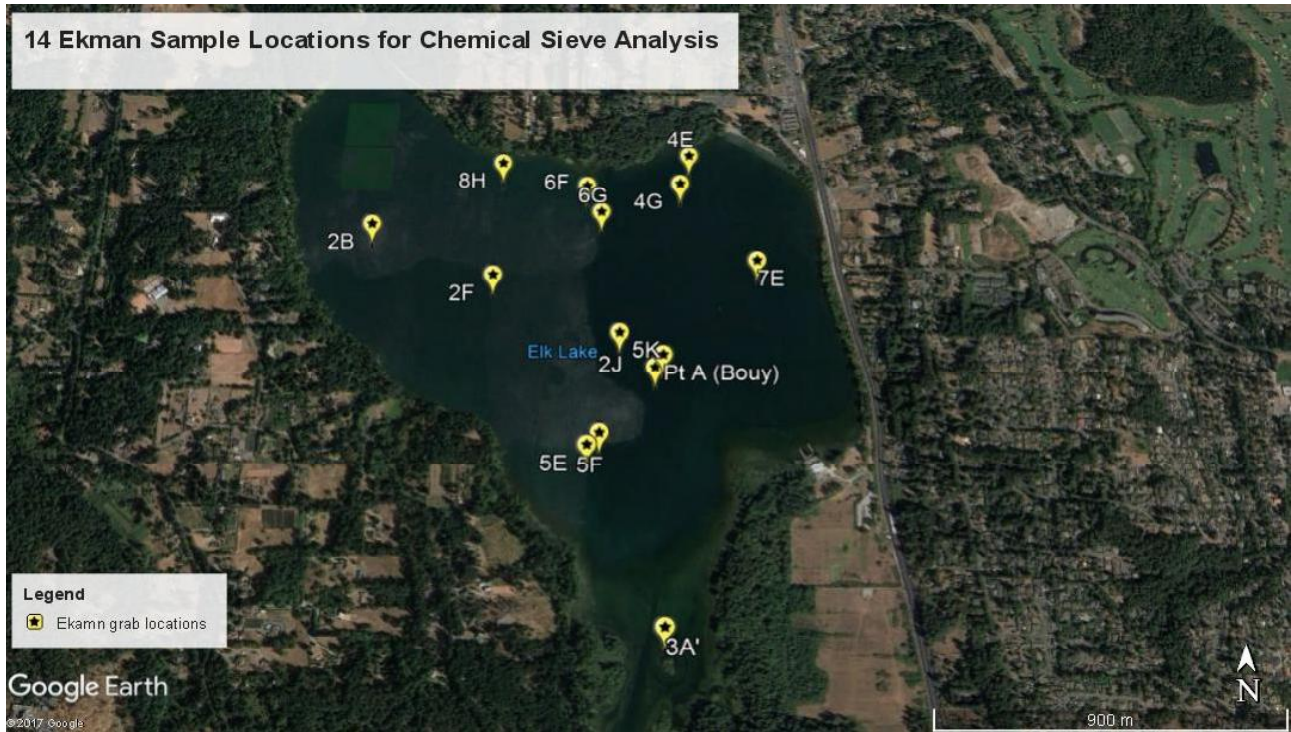 14 Ekman Sample Locations for Chemical Sieve Analysis
4E
8H
6F
6G
4G
2B
7E
2F
Elk Lake
2J
5K
Pt A (Bouy)
5E
5F
3A'
Legend
Ekamn grab locations
Google Earth
©2017 Google
N
900 m